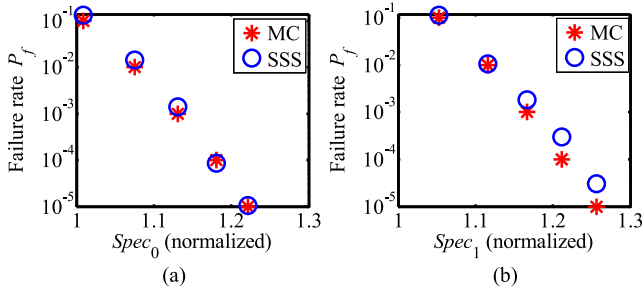 Failure rate P_f
10^-1
10^-2
10^-3
10^-4
10^-5
1
1.1
1.2
1.3
MC
SSS
Spec_0 (normalized)
(a)
Failure rate P_f
10^-1
10^-2
10^-3
10^-4
10^-5
1
1.1
1.2
1.3
MC
SSS
Spec_1 (normalized)
(b)